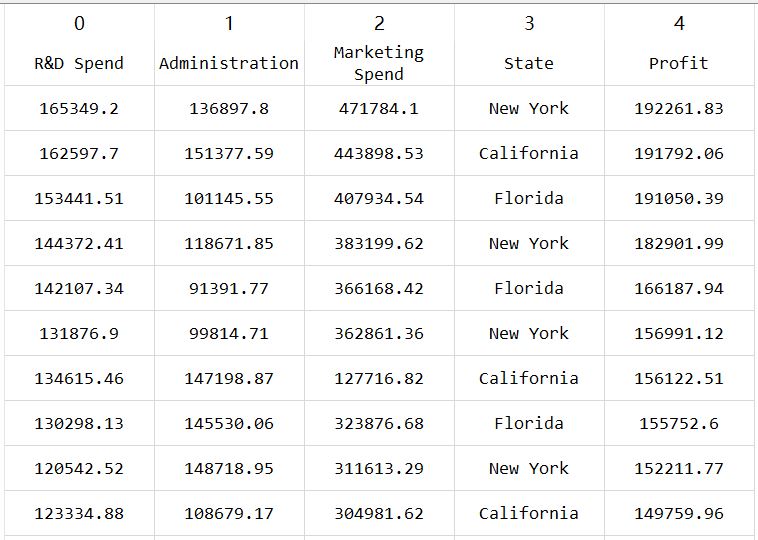 0 1 2 3 4
R&D Spend Administration Marketing Spend State Profit
165349.2 136897.8 471784.1 New York 192261.83
162597.7 151377.59 443898.53 California 191792.06
153441.51 101145.55 407934.54 Florida 191050.39
144372.41 118671.85 383199.62 New York 182901.99
142107.34 91391.77 366168.42 Florida 166187.94
131876.9 99814.71 362861.36 New York 156991.12
134615.46 147198.87 127716.82 California 156122.51
130298.13 145530.06 323876.68 Florida 155752.6
120542.52 148718.95 311613.29 New York 152211.77
123334.88 108679.17 304981.62 California 149759.96